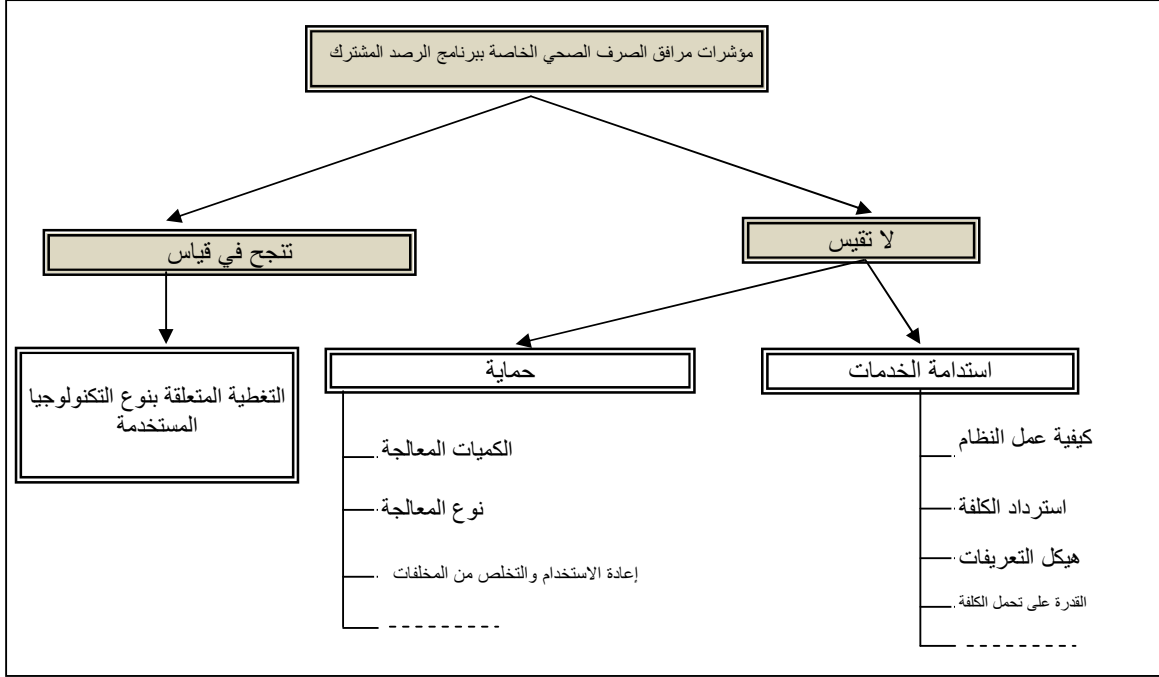 مؤشرات مرافق الصرف الصحي الخاصة ببرنامج الرصد المشترك
لا تقيس
تنجح في قياس
استدامة الخدمات
كيفية عمل النظام
استرداد الكلفة
هيكل التعريفات
القدرة على تحمل الكلفة
حماية
الكميات المعالجة
نوع المعالجة
إعادة الاستخدام والتخلص من المخلفات
التغطية المتعلقة بنوع التكنولوجيا
المستخدمة